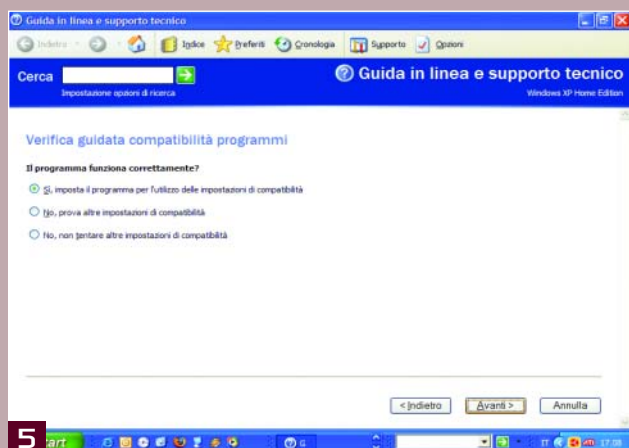 Guida in linea e supporto tecnico
Indietro Indice Preferiti Cronologia Supporto Opzioni
Cerca
Guida in linea e supporto tecnico
Impostazione opzioni di ricerca
Windows XP Home Edition
Verifica guidata compatibilità programmi
Il programma funziona correttamente?
Sì, imposta il programma per l'utilizzo delle impostazioni di compatibilità
No, prova altre impostazioni di compatibilità
No, non tentare altre impostazioni di compatibilità
< Indietro Avanti > Annulla
5 tart G IT 17.08